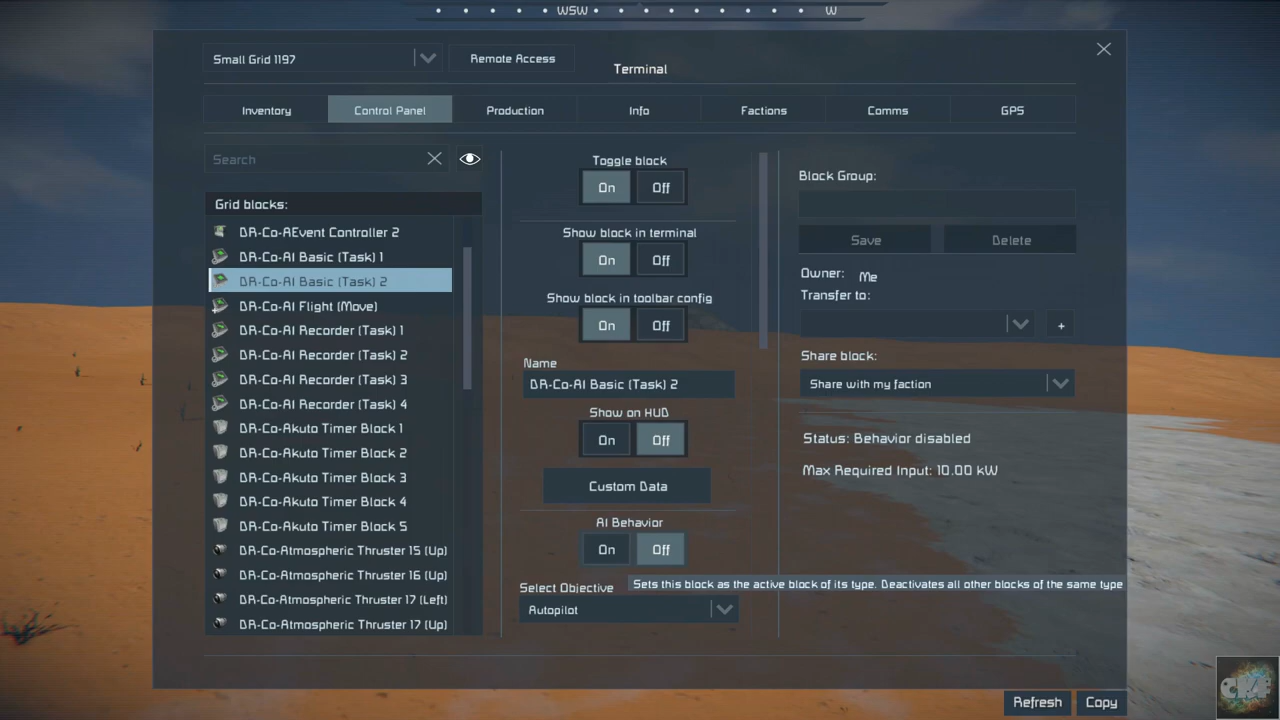 WSW
W
Small Grid 1197
Remote Access
Terminal
Inventory
Control Panel
Production
Info
Factions
Comms
GPS
Search
Grid blocks:
DR-Co-AEvent Controller 2
DR-Co-AI Basic (Task) 1
DR-Co-AI Basic (Task) 2
DR-Co-AI Flight (Move)
DR-Co-AI Recorder (Task) 1
DR-Co-AI Recorder (Task) 2
DR-Co-AI Recorder (Task) 3
DR-Co-AI Recorder (Task) 4
DR-Co-Akuto Timer Block 1
DR-Co-Akuto Timer Block 2
DR-Co-Akuto Timer Block 3
DR-Co-Akuto Timer Block 4
DR-Co-Akuto Timer Block 5
DR-Co-Atmospheric Thruster 15 (Up)
DR-Co-Atmospheric Thruster 16 (Up)
DR-Co-Atmospheric Thruster 17 (Left)
DR-Co-Atmospheric Thruster 17 (Up)
Toggle block
On Off
Show block in terminal
On Off
Show block in toolbar config
On Off
Name
DR-Co-AI Basic (Task) 2
Show on HUD
On Off
Custom Data
AI Behavior
On Off
Select Objective
Autopilot
Sets this block as the active block of its type. Deactivates all other blocks of the same type
Block Group:
Save
Delete
Owner: Me
Transfer to:
+
Share block:
Share with my faction
Status: Behavior disabled
Max Required Input: 10.00 kW
Refresh
Copy